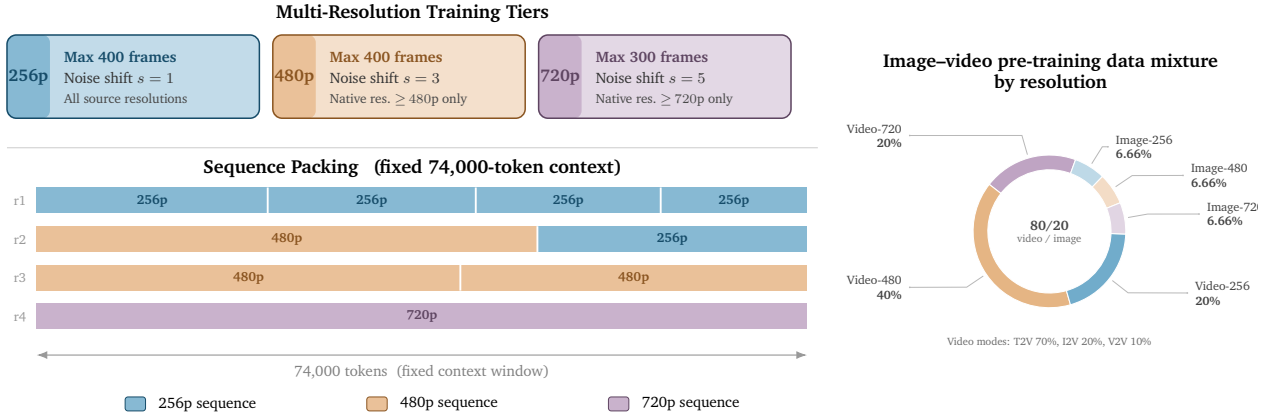 Multi-Resolution Training Tiers
256p
Max 400 frames
Noise shift s = 1
All source resolutions
480p
Max 400 frames
Noise shift s = 3
Native res. ≥ 480p only
720p
Max 300 frames
Noise shift s = 5
Native res. ≥ 720p only
Sequence Packing (fixed 74,000-token context)
r1 256p 256p 256p 256p
r2 480p 256p
r3 480p 480p
r4 720p
74,000 tokens (fixed context window)
256p sequence 480p sequence 720p sequence
Image–video pre-training data mixture
by resolution
Video-720
20%
Image-256
6.66%
Image-480
6.66%
Image-720
6.66%
80/20
video / image
Video-480
40%
Video-256
20%
Video modes: T2V 70%, I2V 20%, V2V 10%